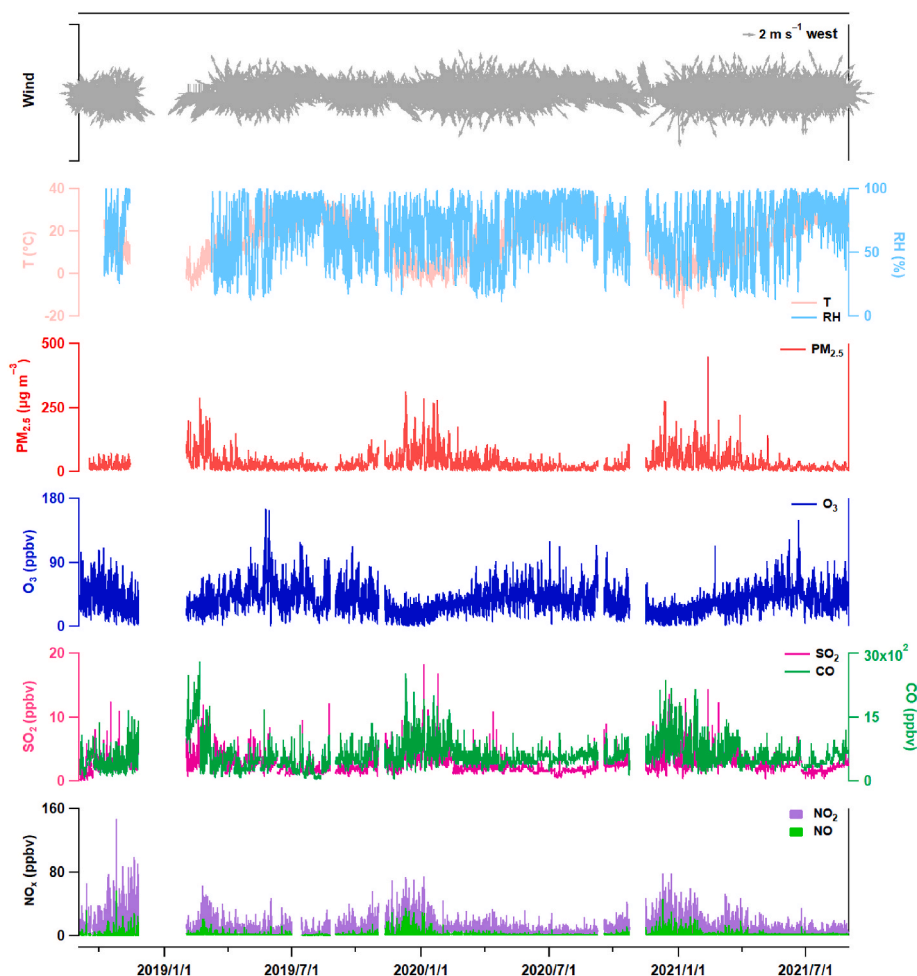 2 m s⁻¹ west
Wind
40
20
0
-20
T (°C)
100
50
0
RH (%)
T
RH
500
250
0
PM₂.₅ (µg m⁻³)
PM₂.₅
180
90
0
O₃ (ppbv)
O₃
20
10
0
SO₂ (ppbv)
30x10²
15
0
CO (ppbv)
SO₂
CO
160
80
0
NOₓ (ppbv)
NO₂
NO
2019/1/1 2019/7/1 2020/1/1 2020/7/1 2021/1/1 2021/7/1